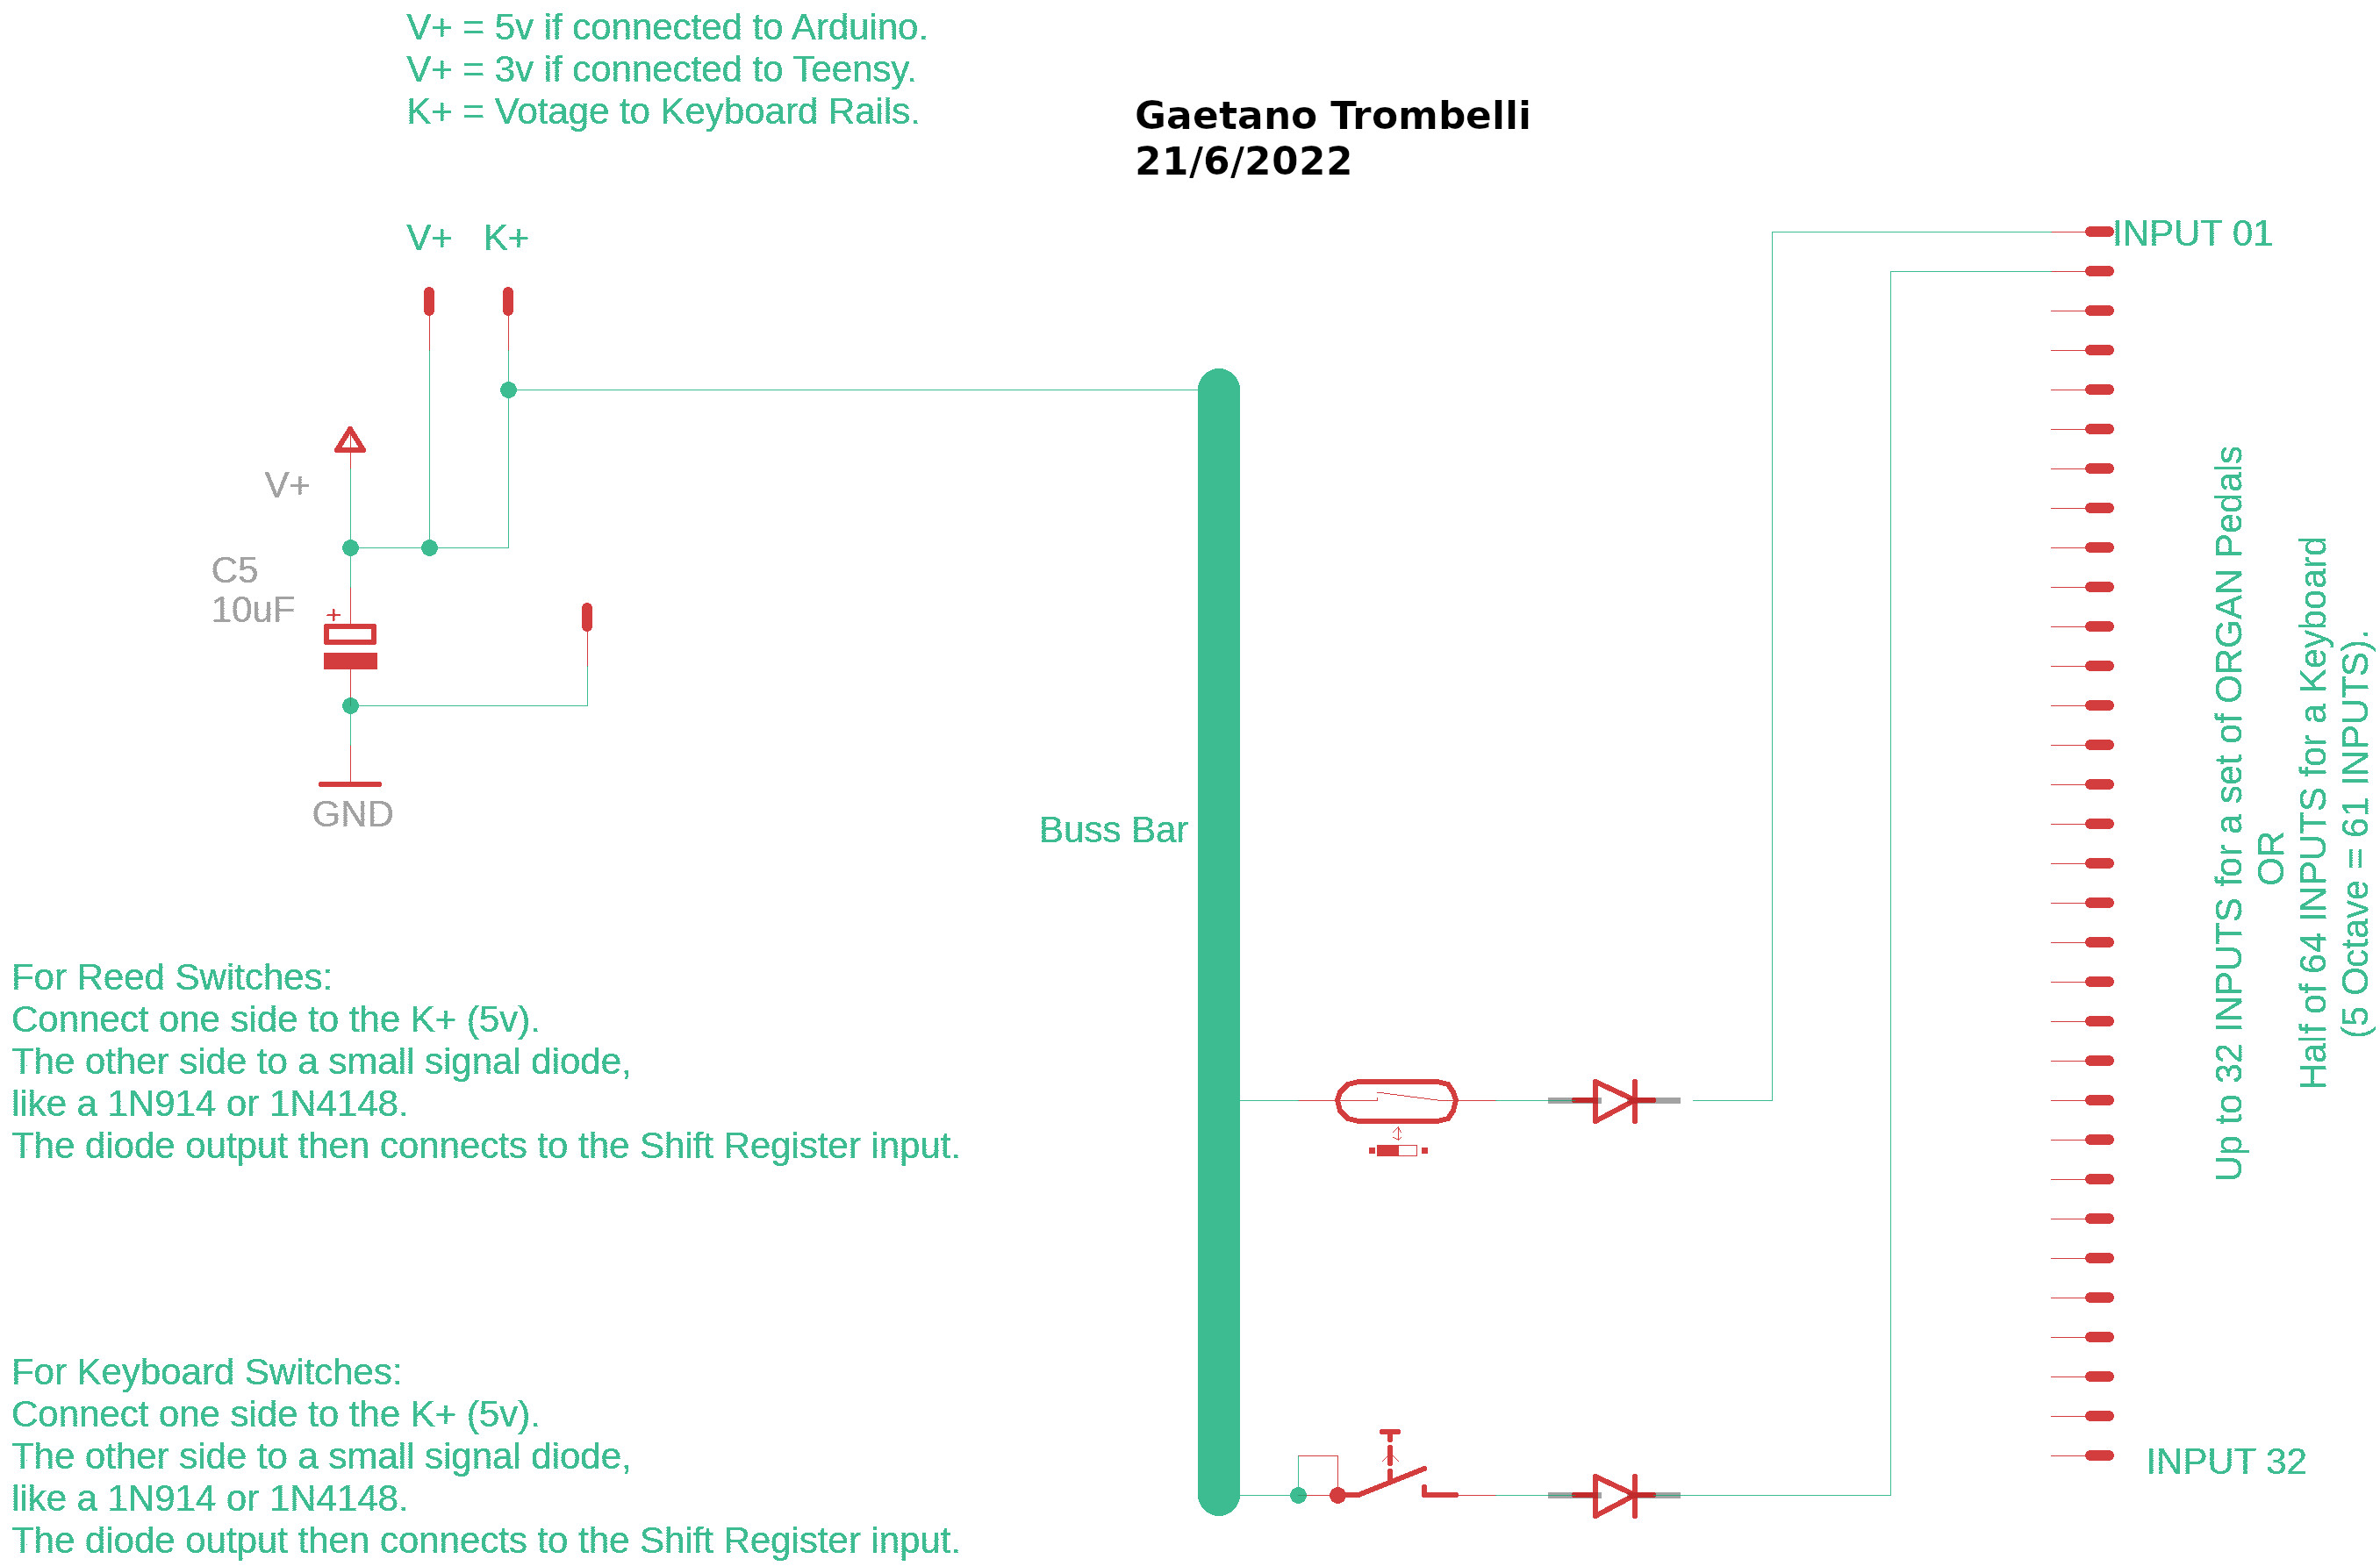 V+ = 5v if connected to Arduino.
V+ = 3v if connected to Teensy.
K+ = Votage to Keyboard Rails.
Gaetano Trombelli
21/6/2022
V+ K+
INPUT 01
V+
C5
10uF
+
GND
Buss Bar
Up to 32 INPUTS for a set of ORGAN Pedals
OR
Half of 64 INPUTS for a Keyboard
(5 Octave = 61 INPUTS).
For Reed Switches:
Connect one side to the K+ (5v).
The other side to a small signal diode,
like a 1N914 or 1N4148.
The diode output then connects to the Shift Register input.
For Keyboard Switches:
Connect one side to the K+ (5v).
The other side to a small signal diode,
like a 1N914 or 1N4148.
The diode output then connects to the Shift Register input.
INPUT 32